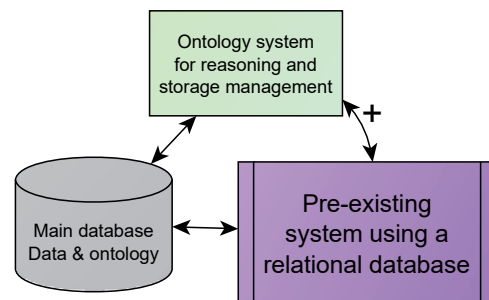 Ontology system
for reasoning and
storage management
+
Main database
Data & ontology
Pre-existing
system using a
relational database